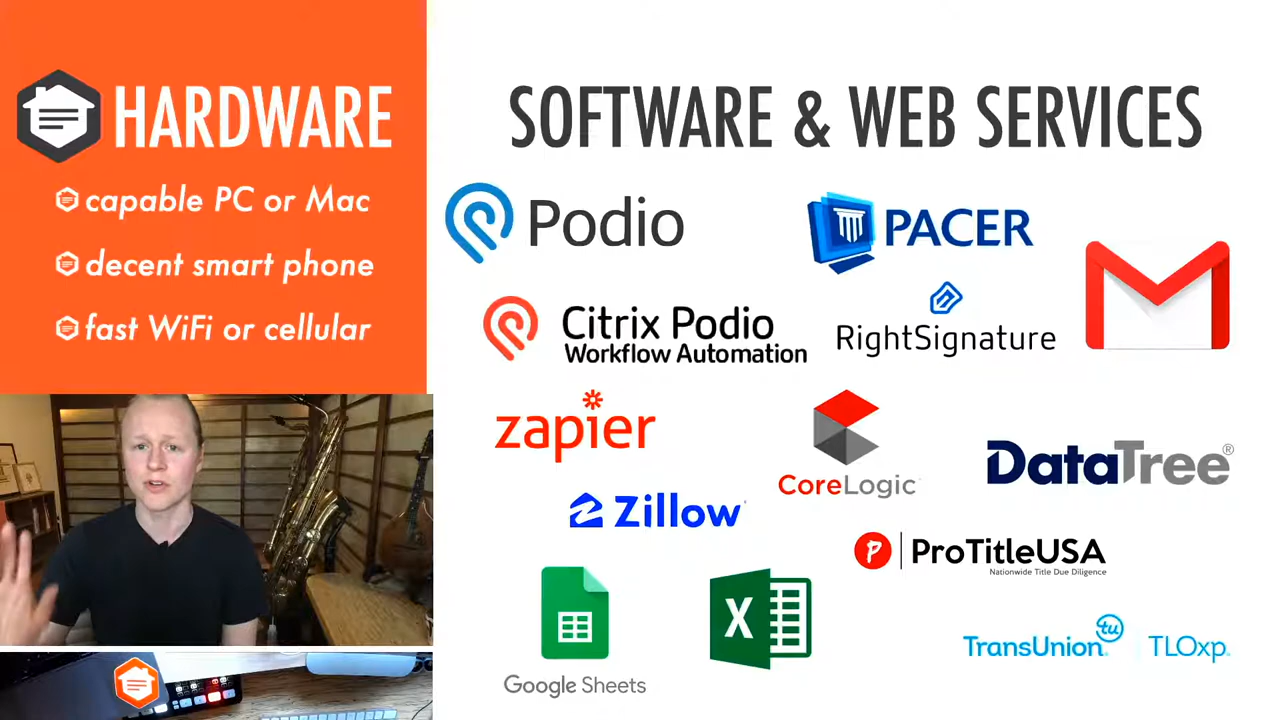 HARDWARE
capable PC or Mac
decent smart phone
fast WiFi or cellular
SOFTWARE & WEB SERVICES
Podio
PACER
Citrix Podio
Workflow Automation
RightSignature
zapier
CoreLogic
DataTree®
Zillow
P ProTitleUSA
Nationwide Title Due Diligence
Google Sheets
X
TransUnion tu TLOxp.